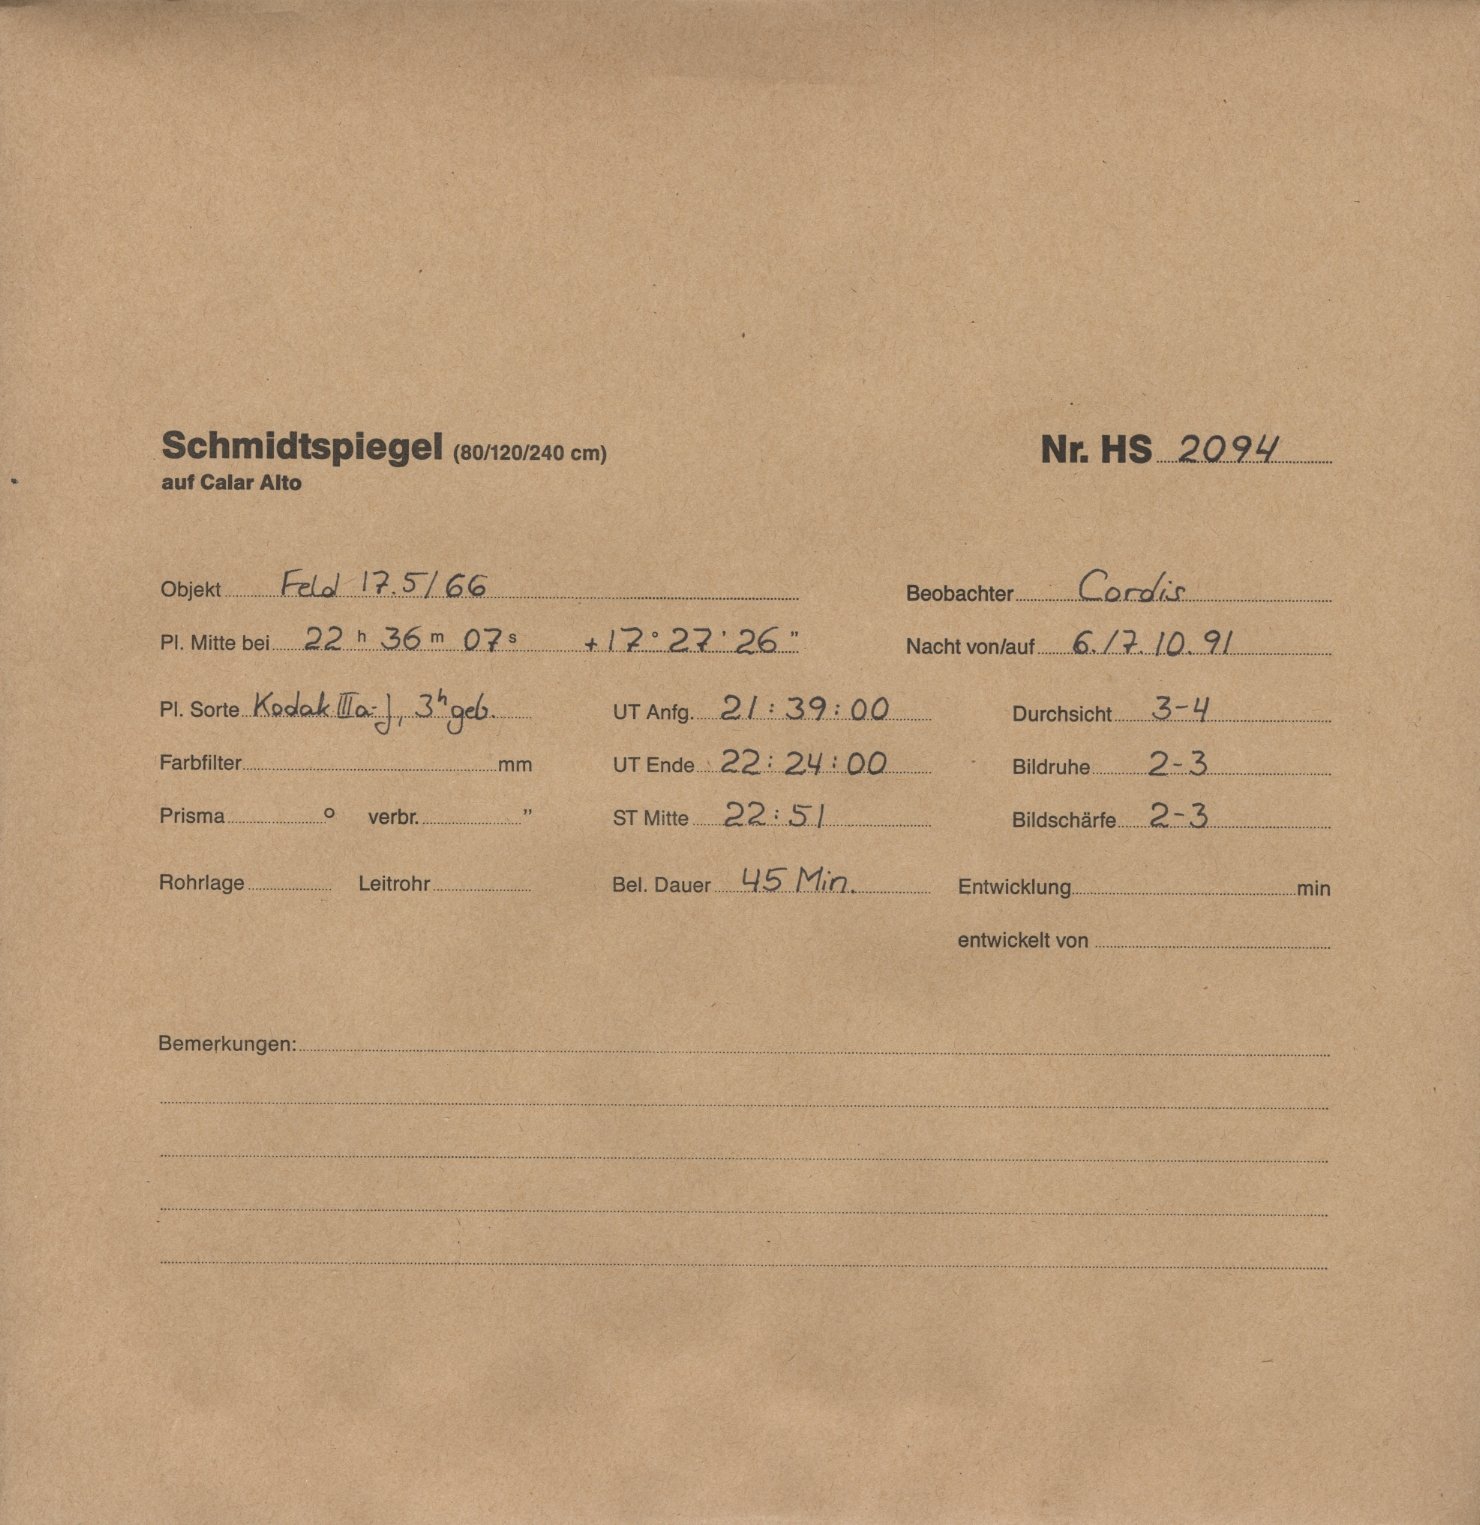 Schmidtspiegel (80/120/240 cm) Nr. HS 2094
auf Calar Alto
Objekt Feld 17.5/66 Beobachter Cordis
Pl. Mitte bei 22 h 36 m 07 s +17° 27' 26" Nacht von/auf 6./7.10.91
Pl. Sorte Kodak IIIa-J, 3h geb. UT Anfg. 21:39:00 Durchsicht 3-4
Farbfilter mm UT Ende 22:24:00 Bildruhe 2-3
Prisma ° verbr. " ST Mitte 22:51 Bildschärfe 2-3
Rohrlage Leitrohr Bel. Dauer 45 Min. Entwicklung min
entwickelt von
Bemerkungen: